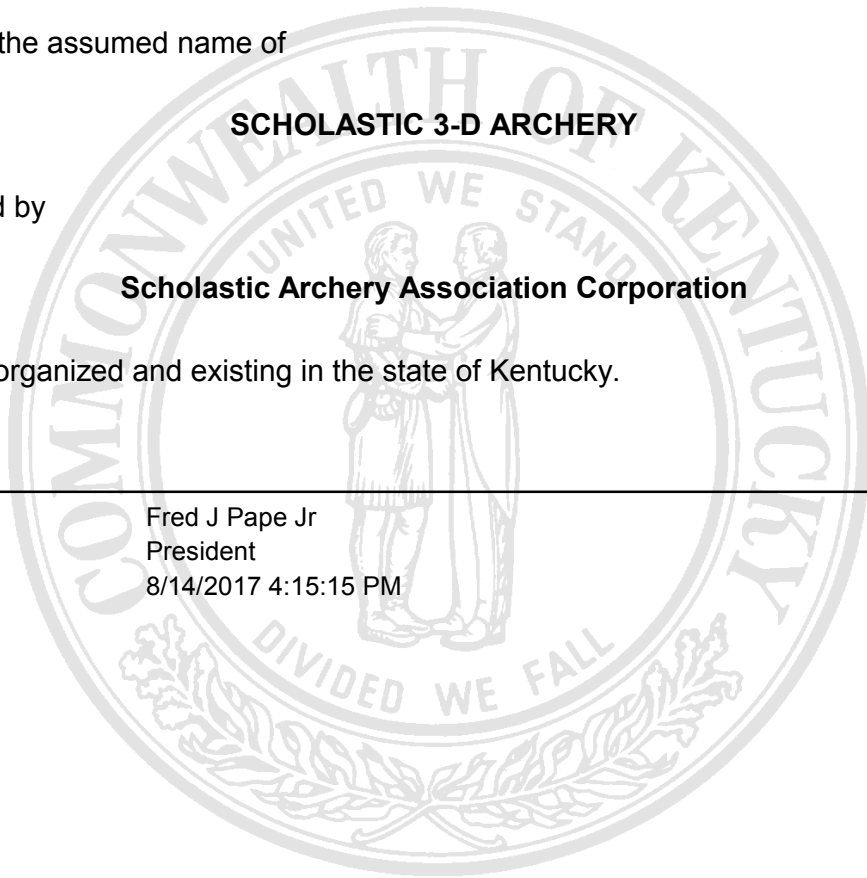 the assumed name of
SCHOLASTIC 3-D ARCHERY
d by
Scholastic Archery Association Corporation
organized and existing in the state of Kentucky.
Fred J Pape Jr
President
8/14/2017 4:15:15 PM
COMMONWEALTH OF KENTUCKY
UNITED WE STAND
DIVIDED WE FALL